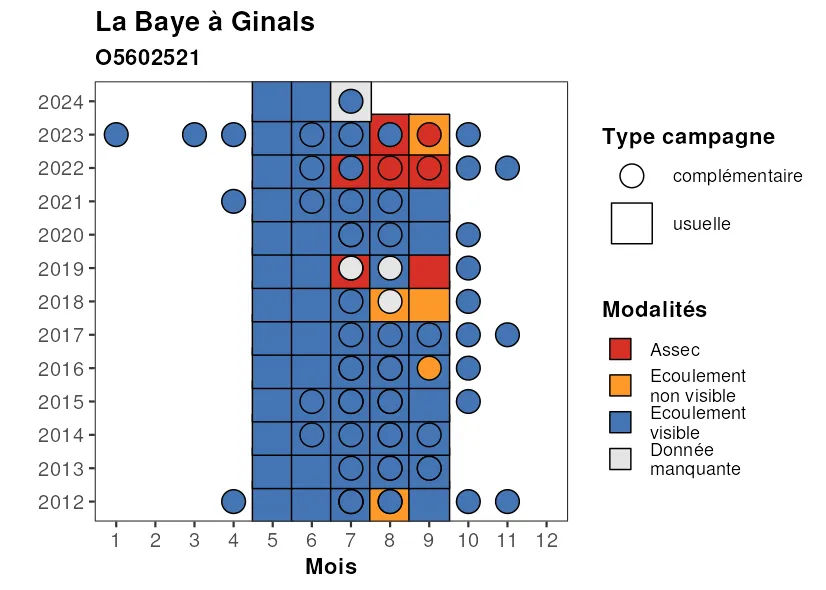 La Baye à Ginals
O5602521
2024
2023
2022
2021
2020
2019
2018
2017
2016
2015
2014
2013
2012
1 2 3 4 5 6 7 8 9 10 11 12
Mois
Type campagne
complémentaire
usuelle
Modalités
Assec
Ecoulement
non visible
Ecoulement
visible
Donnée
manquante